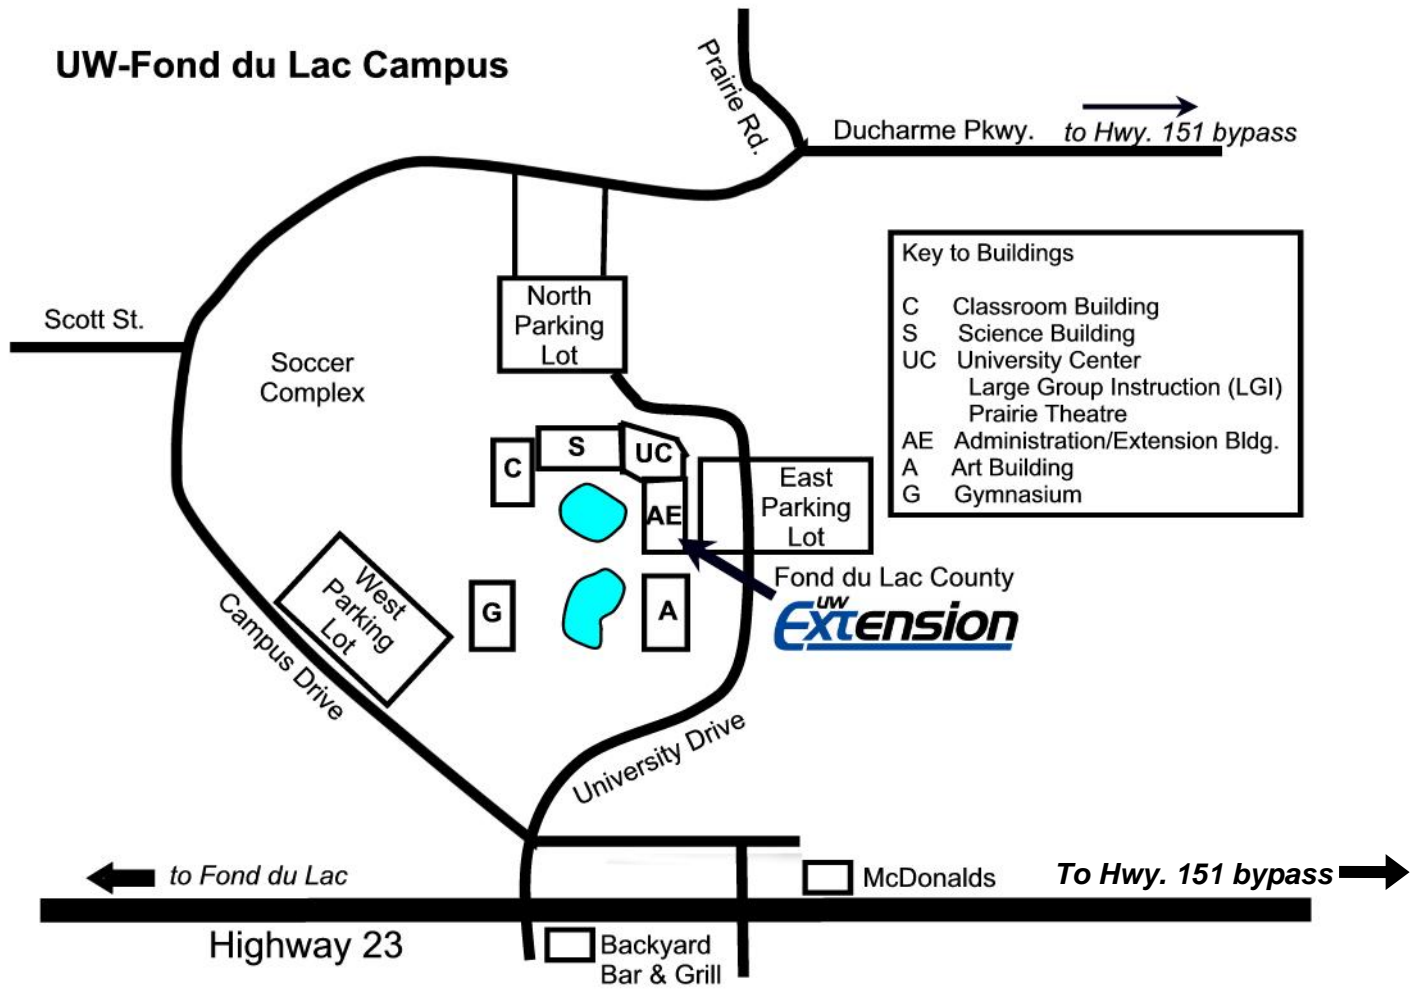 UW-Fond du Lac Campus
Prairie Rd.
Ducharme Pkwy.
to Hwy. 151 bypass
Key to Buildings
C Classroom Building
S Science Building
UC University Center
Large Group Instruction (LGI)
Prairie Theatre
AE Administration/Extension Bldg.
A Art Building
G Gymnasium
North
Parking
Lot
Scott St.
Soccer
Complex
C
S
UC
AE
East
Parking
Lot
Fond du Lac County
UW
Extension
West
Parking
Lot
G
A
Campus Drive
University Drive
to Fond du Lac
McDonalds
To Hwy. 151 bypass
Highway 23
Backyard
Bar & Grill